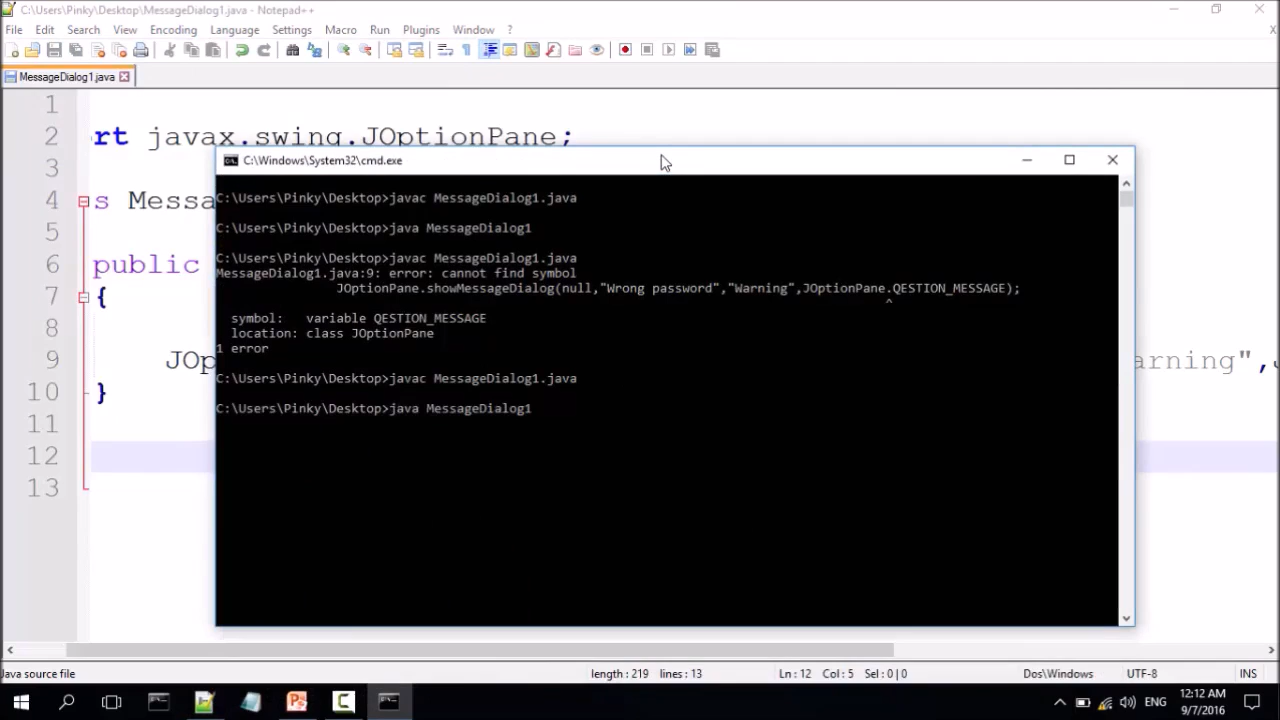 C:\Users\Pinky\Desktop\MessageDialog1.java - Notepad++
File Edit Search View Encoding Language Settings Macro Run Plugins Window ? X
MessageDialog1.java
1
2 rt javax.swing.JOptionPane;
3
C:\Windows\System32\cmd.exe
4 s Messa
C:\Users\Pinky\Desktop>javac MessageDialog1.java
5
C:\Users\Pinky\Desktop>java MessageDialog1
6 public
C:\Users\Pinky\Desktop>javac MessageDialog1.java
MessageDialog1.java:9: error: cannot find symbol
JOptionPane.showMessageDialog(null,"Wrong password","Warning",JOptionPane.QESTION_MESSAGE);
^
7 {
symbol: variable QESTION_MESSAGE
8
location: class JOptionPane
1 error
9 JOp arning",J
C:\Users\Pinky\Desktop>javac MessageDialog1.java
10 }
C:\Users\Pinky\Desktop>java MessageDialog1
11
12
13
Java source file length : 219 lines : 13 Ln : 12 Col : 5 Sel : 0 | 0 Dos\Windows UTF-8 INS
ENG 12:12 AM
9/7/2016